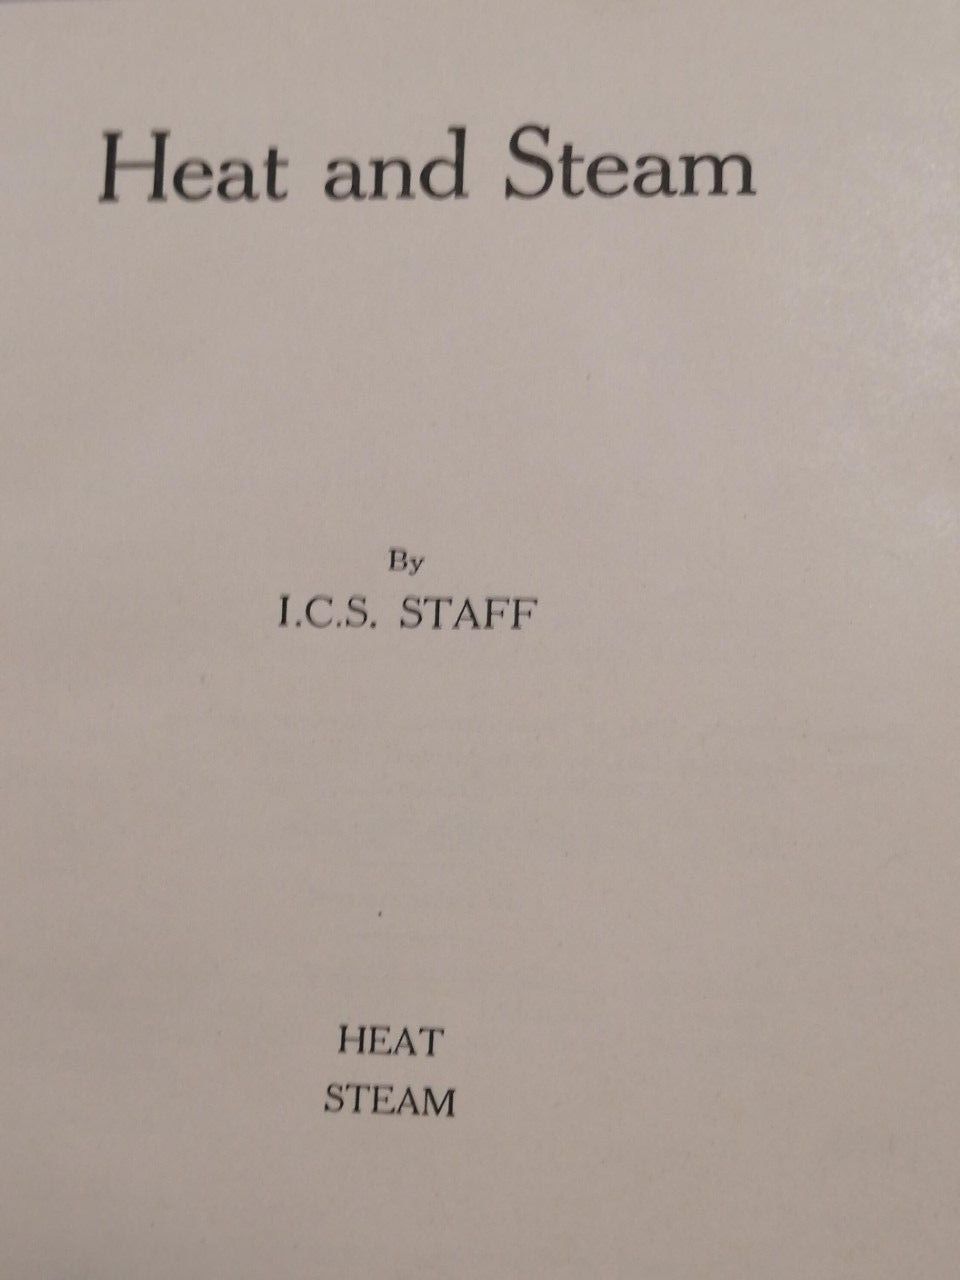 Heat and Steam
By
I.C.S. STAFF
HEAT
STEAM